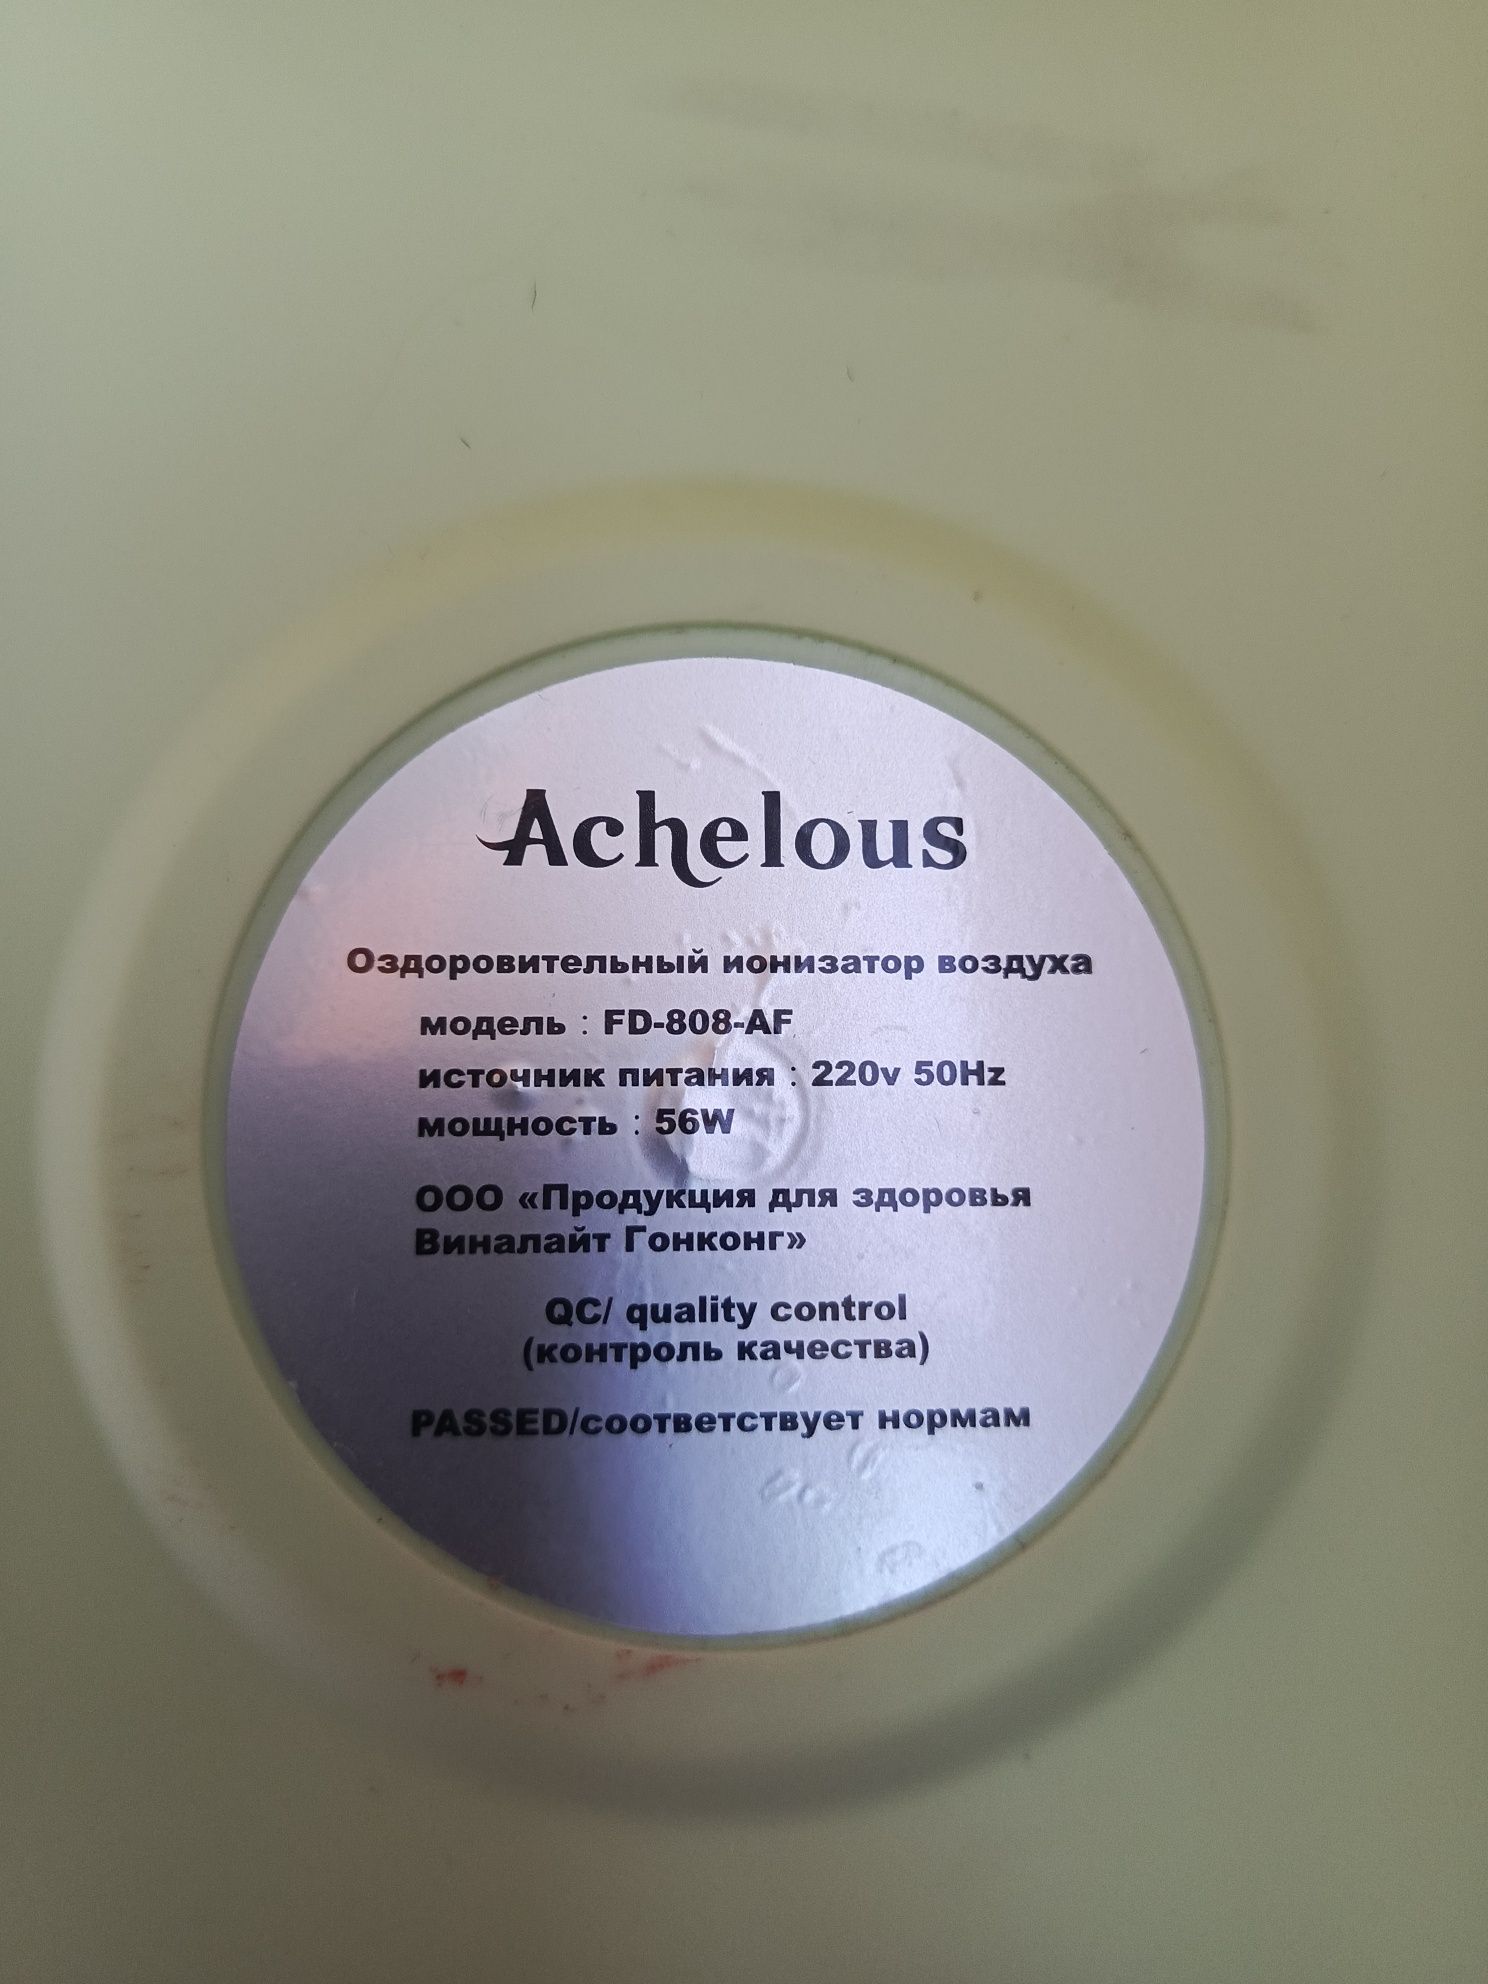 Achelous
Оздоровительный ионизатор воздуха
модель : FD-808-AF
источник питания : 220v 50Hz
мощность : 56W
ООО «Продукция для здоровья
Виналайт Гонконг»
QC/ quality control
(контроль качества)
PASSED/соответствует нормам